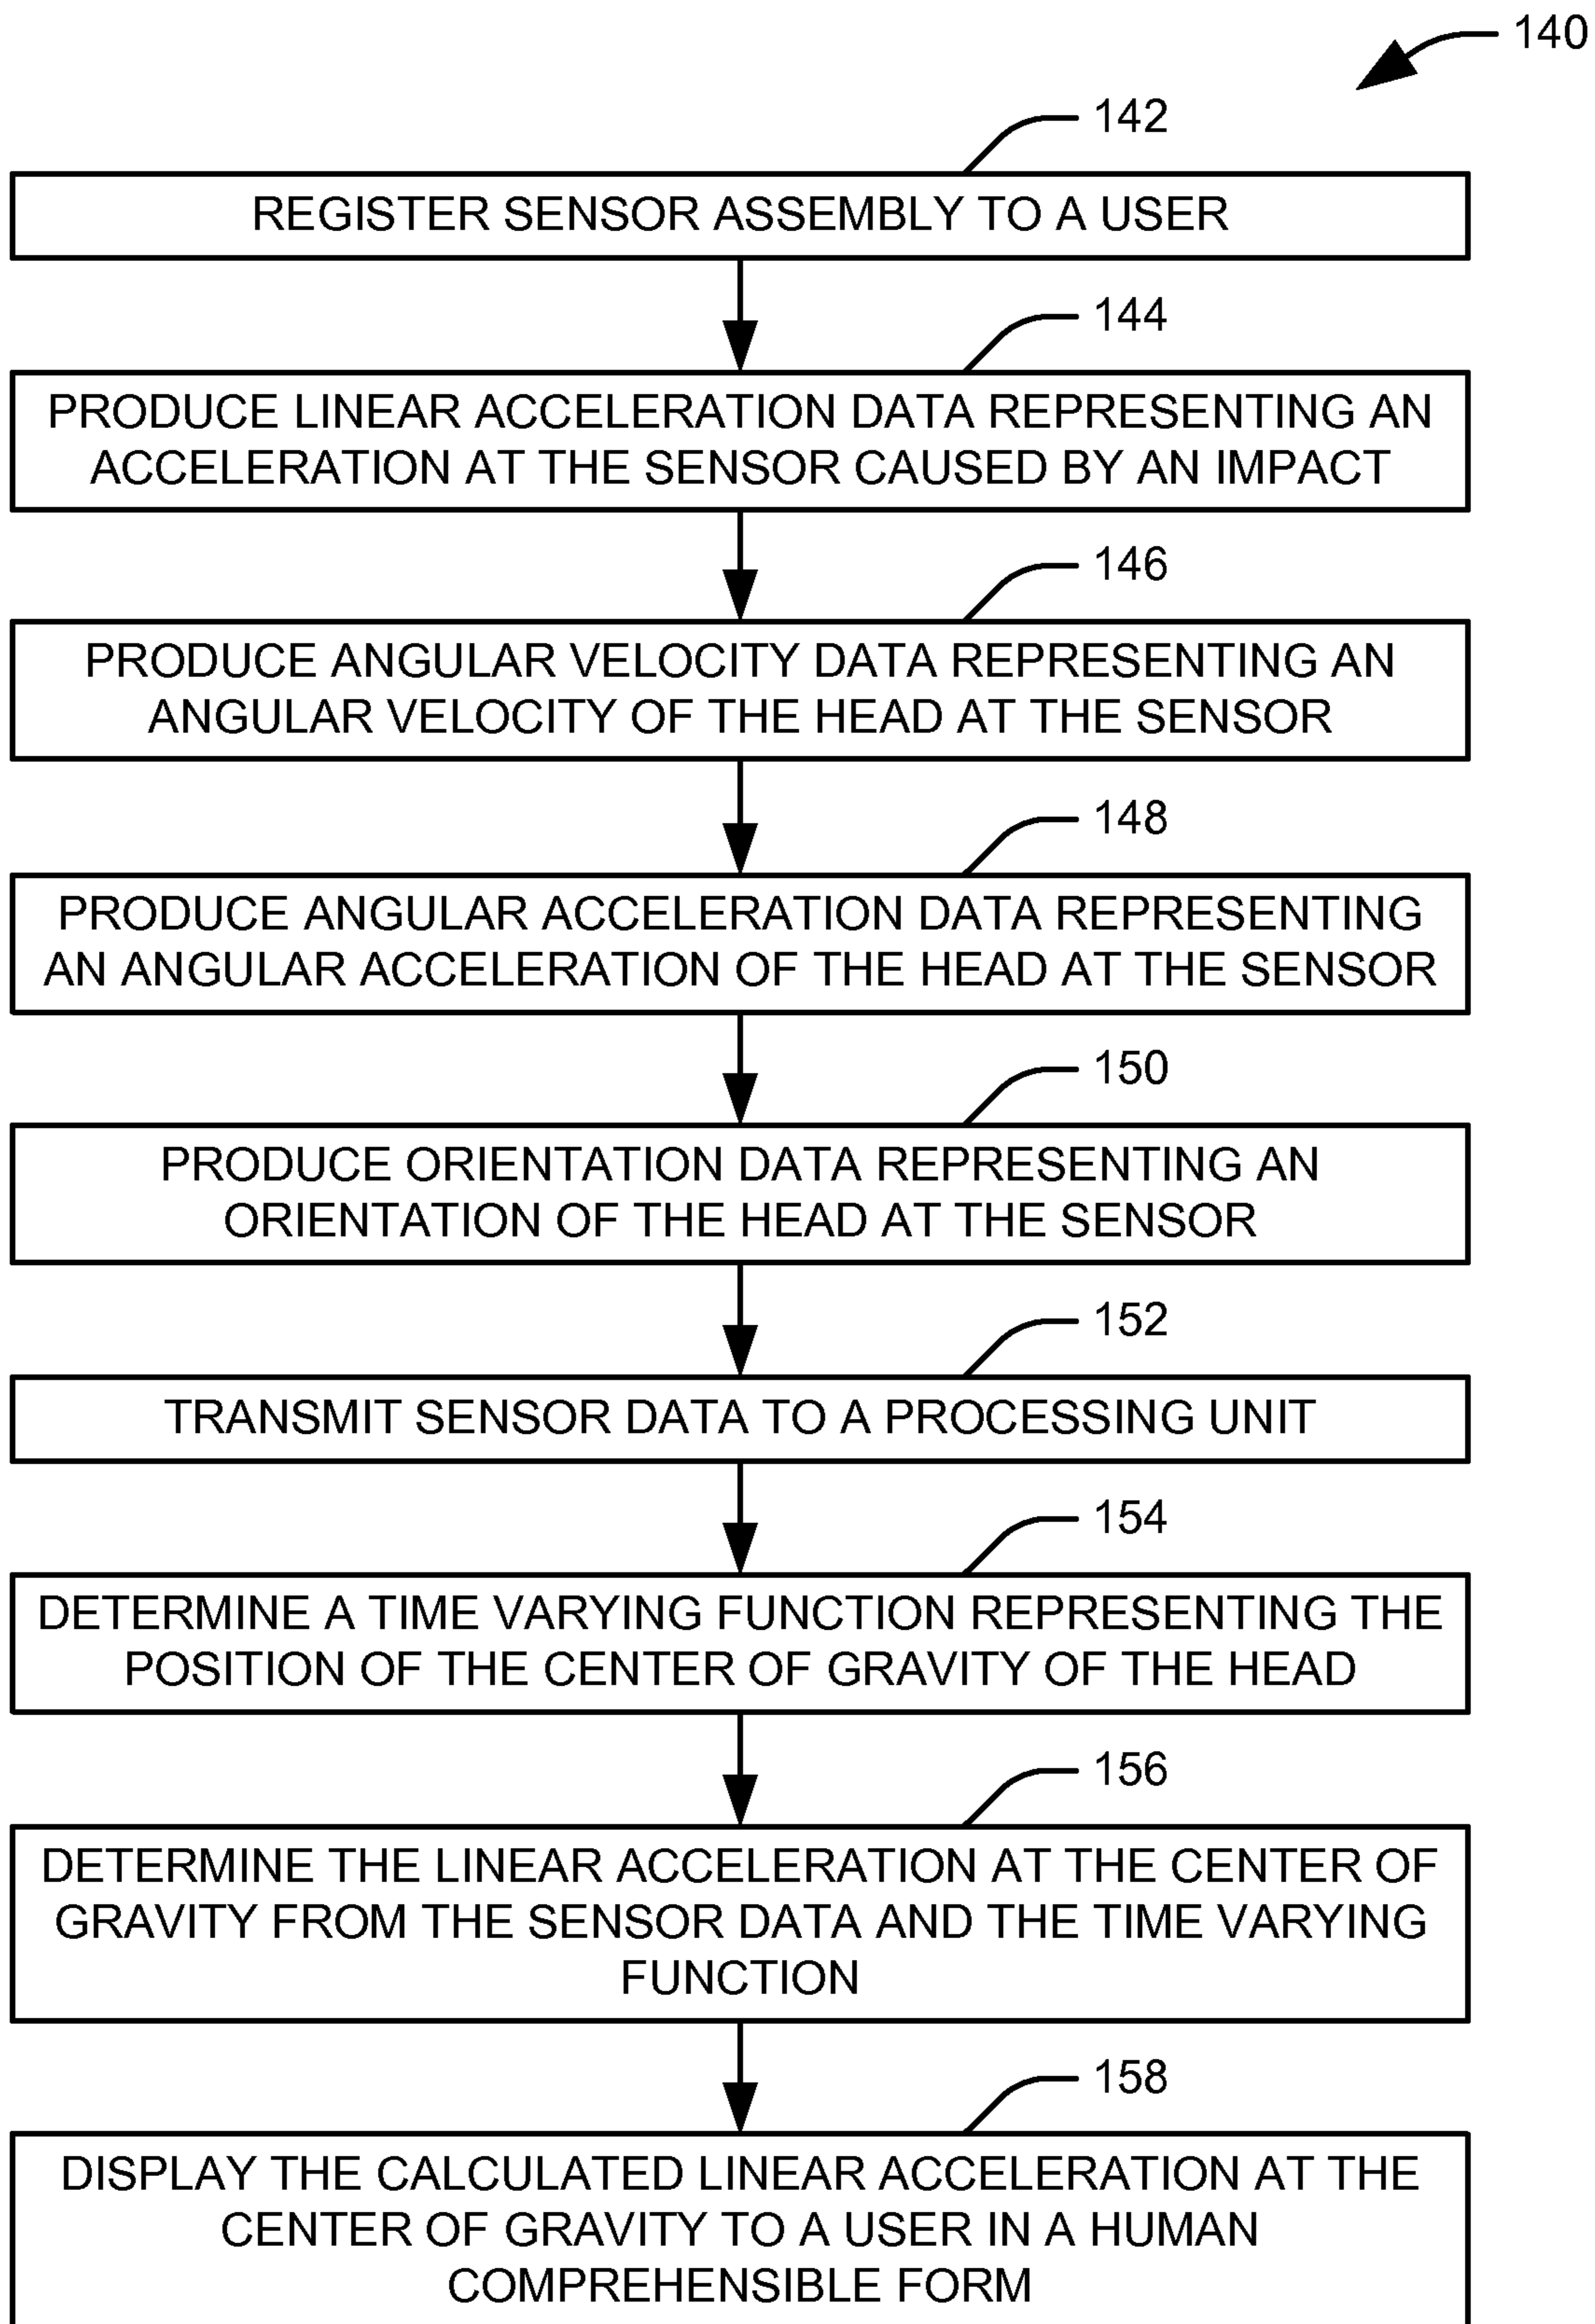 140
142
REGISTER SENSOR ASSEMBLY TO A USER
144
PRODUCE LINEAR ACCELERATION DATA REPRESENTING AN
ACCELERATION AT THE SENSOR CAUSED BY AN IMPACT
146
PRODUCE ANGULAR VELOCITY DATA REPRESENTING AN
ANGULAR VELOCITY OF THE HEAD AT THE SENSOR
148
PRODUCE ANGULAR ACCELERATION DATA REPRESENTING
AN ANGULAR ACCELERATION OF THE HEAD AT THE SENSOR
150
PRODUCE ORIENTATION DATA REPRESENTING AN
ORIENTATION OF THE HEAD AT THE SENSOR
152
TRANSMIT SENSOR DATA TO A PROCESSING UNIT
154
DETERMINE A TIME VARYING FUNCTION REPRESENTING THE
POSITION OF THE CENTER OF GRAVITY OF THE HEAD
156
DETERMINE THE LINEAR ACCELERATION AT THE CENTER OF
GRAVITY FROM THE SENSOR DATA AND THE TIME VARYING
FUNCTION
158
DISPLAY THE CALCULATED LINEAR ACCELERATION AT THE
CENTER OF GRAVITY TO A USER IN A HUMAN
COMPREHENSIBLE FORM